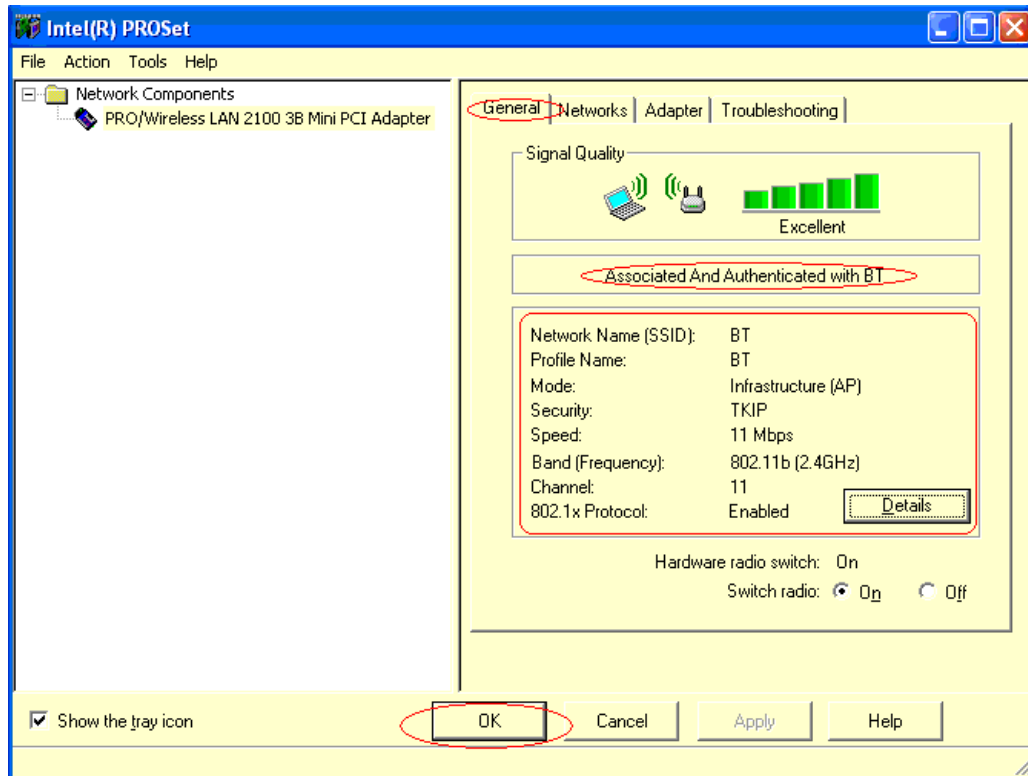 Intel(R) PROSet
File Action Tools Help
Network Components
PRO/Wireless LAN 2100 3B Mini PCI Adapter
General Networks Adapter Troubleshooting
Signal Quality
Excellent
Associated And Authenticated with BT
Network Name (SSID): BT
Profile Name: BT
Mode: Infrastructure (AP)
Security: TKIP
Speed: 11 Mbps
Band (Frequency): 802.11b (2.4GHz)
Channel: 11
802.1x Protocol: Enabled
Details
Hardware radio switch: On
Switch radio: On Off
Show the tray icon OK Cancel Apply Help